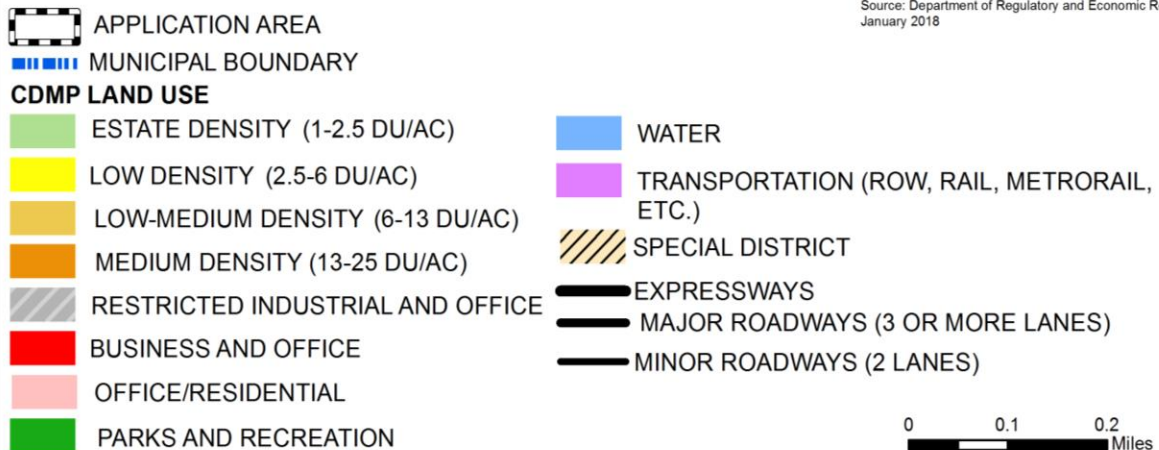 Source: Department of Regulatory and Economic R
January 2018
APPLICATION AREA
MUNICIPAL BOUNDARY
CDMP LAND USE
ESTATE DENSITY (1-2.5 DU/AC)
LOW DENSITY (2.5-6 DU/AC)
LOW-MEDIUM DENSITY (6-13 DU/AC)
MEDIUM DENSITY (13-25 DU/AC)
RESTRICTED INDUSTRIAL AND OFFICE
BUSINESS AND OFFICE
OFFICE/RESIDENTIAL
PARKS AND RECREATION
WATER
TRANSPORTATION (ROW, RAIL, METRORAIL,
ETC.)
SPECIAL DISTRICT
EXPRESSWAYS
MAJOR ROADWAYS (3 OR MORE LANES)
MINOR ROADWAYS (2 LANES)
0 0.1 0.2
Miles